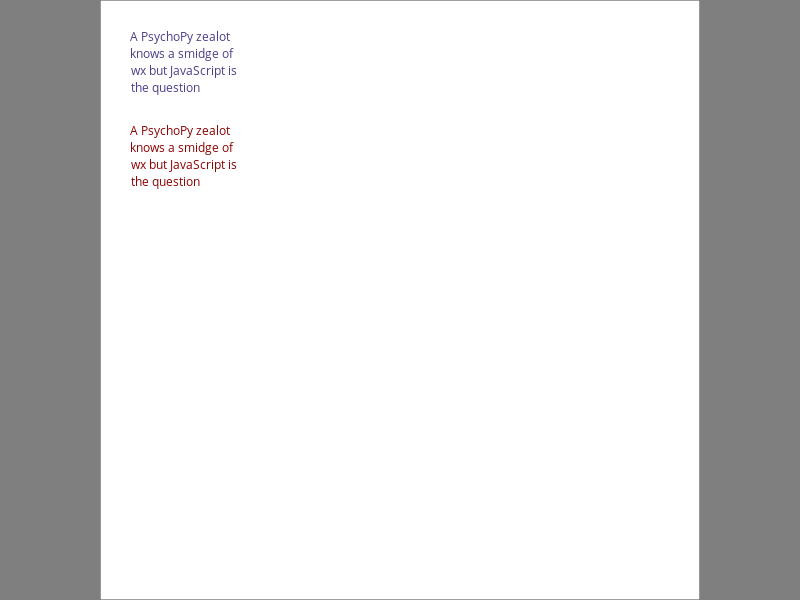 A PsychoPy zealot
knows a smidge of
wx but JavaScript is
the question
A PsychoPy zealot
knows a smidge of
wx but JavaScript is
the question